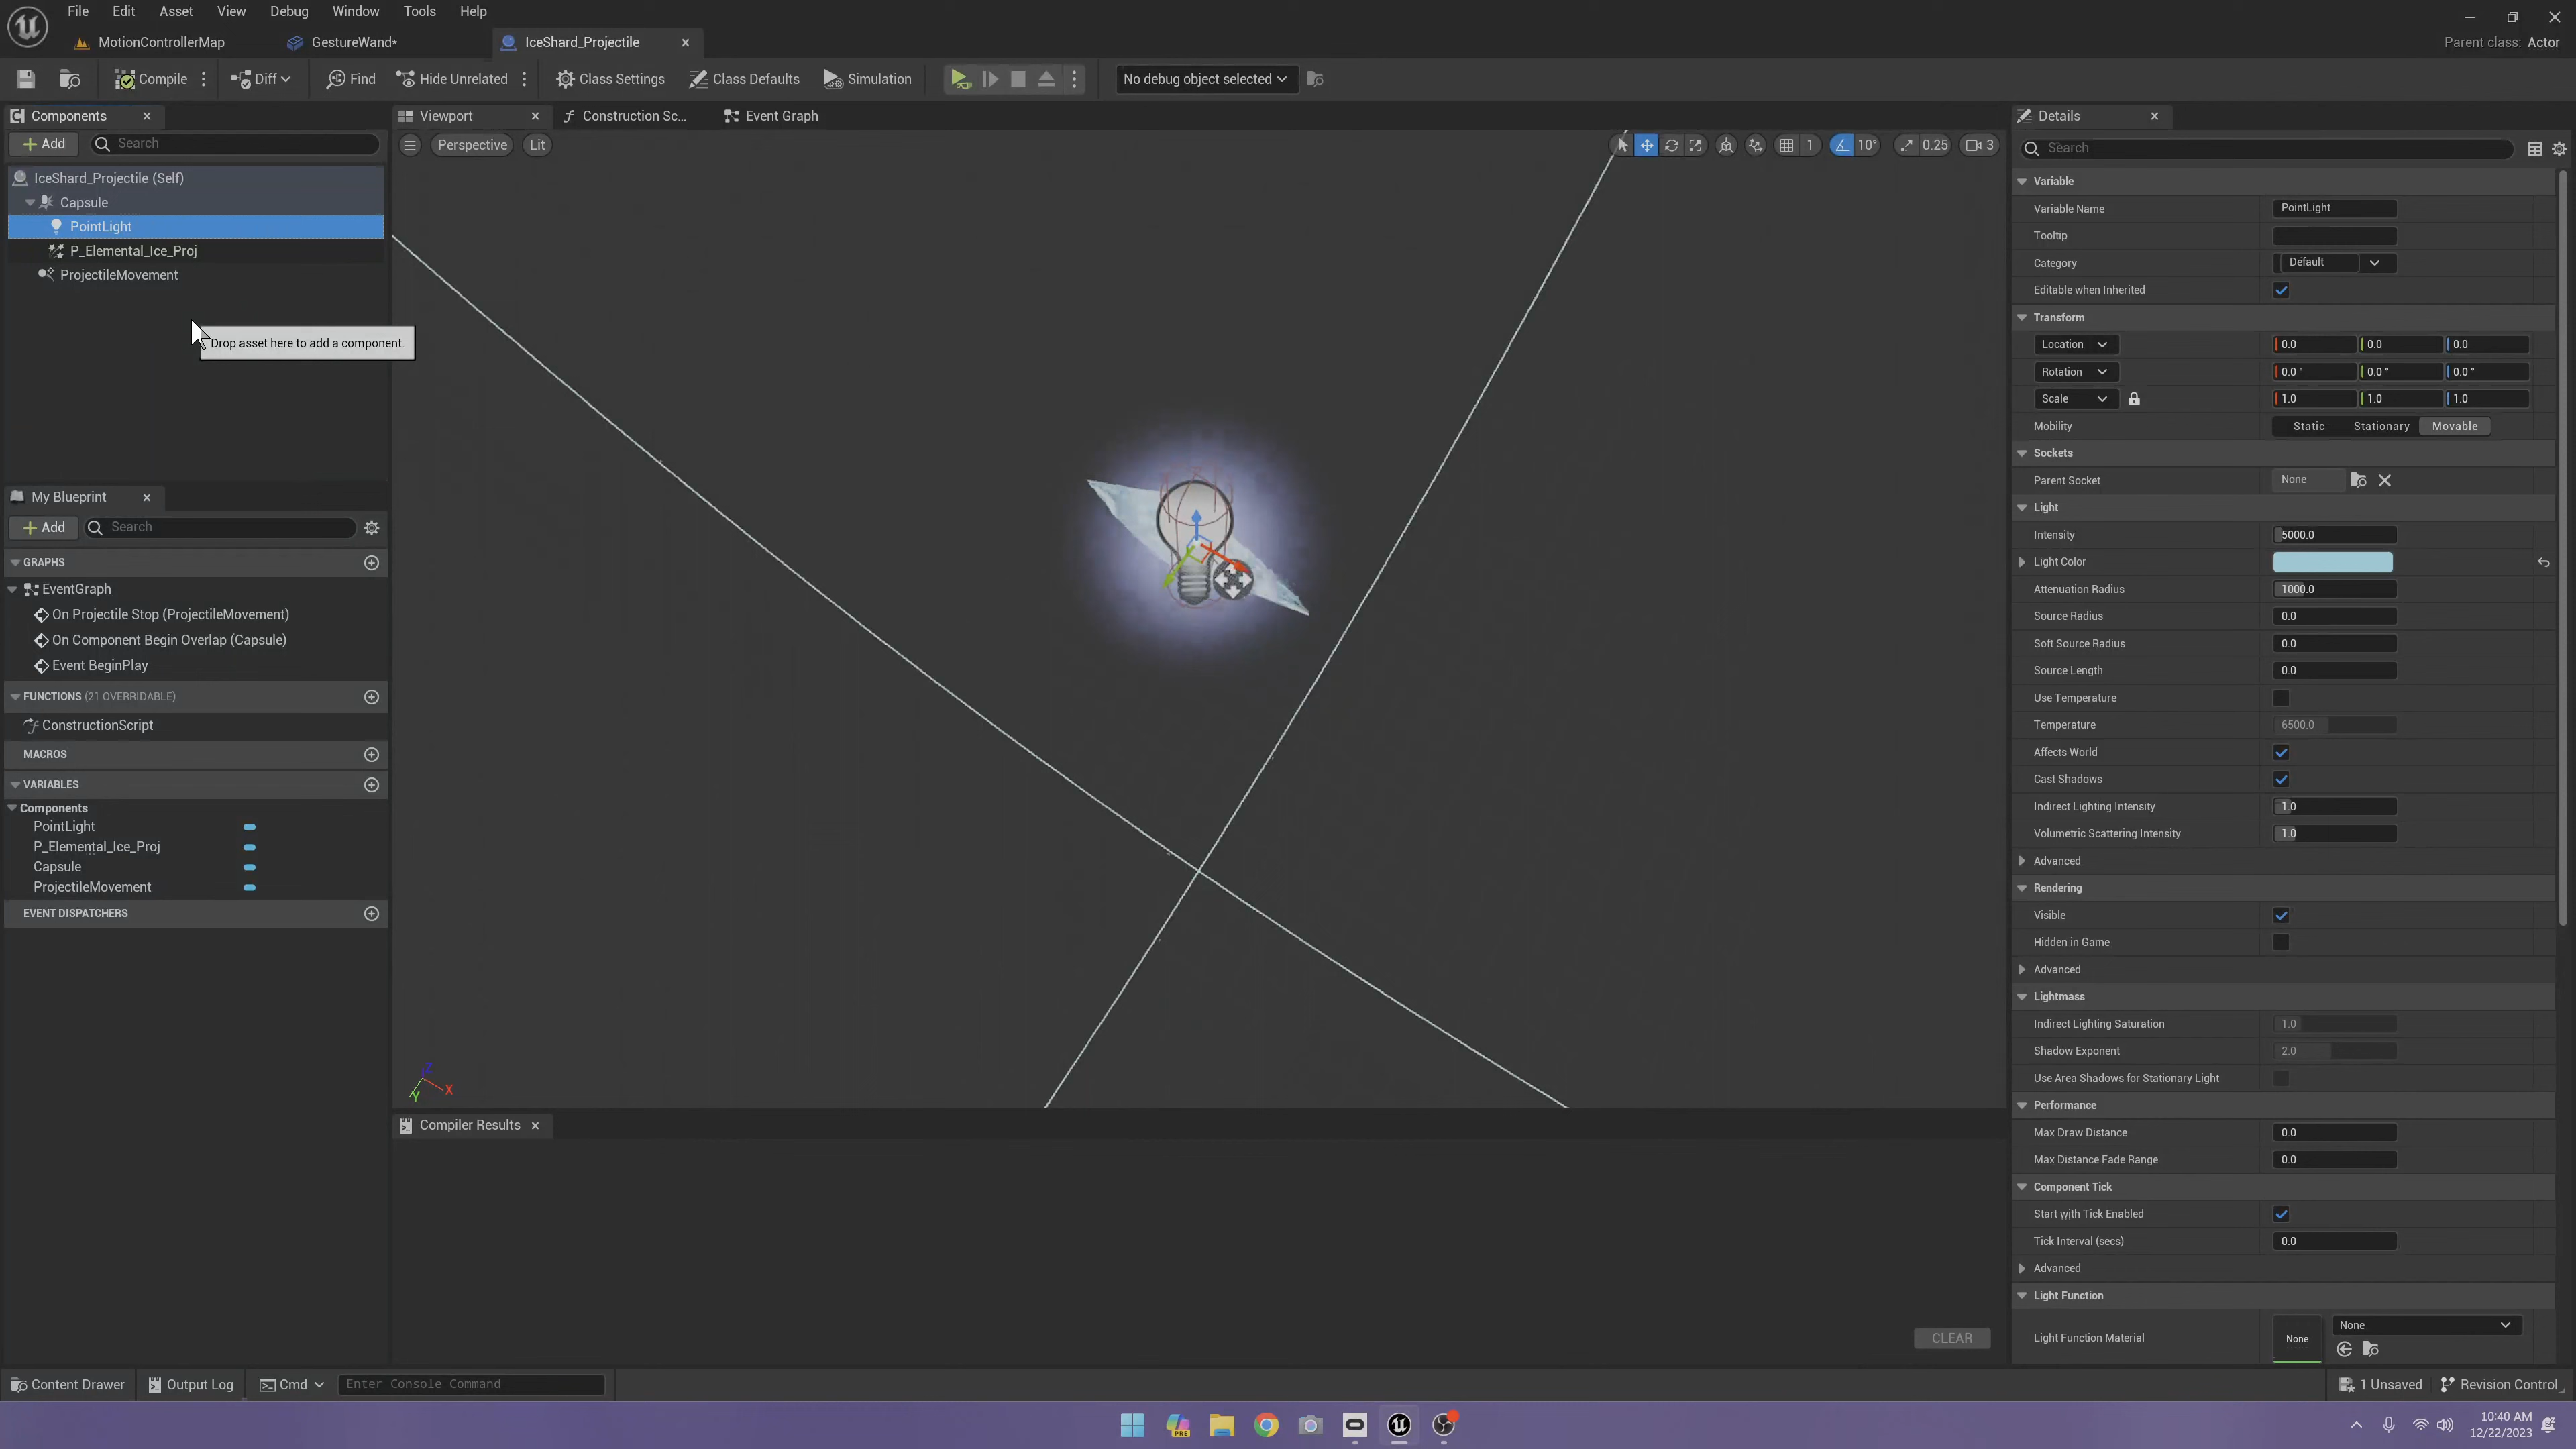 File Edit Asset View Debug Window Tools Help
MotionControllerMap GestureWand* IceShard_Projectile Parent class: Actor
Compile Diff Find Hide Unrelated Class Settings Class Defaults Simulation No debug object selected
Components Viewport Construction Sc... Event Graph Details
Add Search Perspective Lit 1 10° 0.25 3 Search
IceShard_Projectile (Self)
Capsule
PointLight
P_Elemental_Ice_Proj
ProjectileMovement
Drop asset here to add a component.
My Blueprint
Add Search
GRAPHS
EventGraph
On Projectile Stop (ProjectileMovement)
On Component Begin Overlap (Capsule)
Event BeginPlay
FUNCTIONS (21 OVERRIDABLE)
ConstructionScript
MACROS
VARIABLES
Components
PointLight
P_Elemental_Ice_Proj
Capsule
ProjectileMovement
EVENT DISPATCHERS
Z
X
Y
Compiler Results
CLEAR
Variable
Variable Name PointLight
Tooltip
Category Default
Editable when Inherited
Transform
Location 0.0 0.0 0.0
Rotation 0.0 ° 0.0 ° 0.0 °
Scale 1.0 1.0 1.0
Mobility Static Stationary Movable
Sockets
Parent Socket None
Light
Intensity 5000.0
Light Color
Attenuation Radius 1000.0
Source Radius 0.0
Soft Source Radius 0.0
Source Length 0.0
Use Temperature
Temperature 6500.0
Affects World
Cast Shadows
Indirect Lighting Intensity 1.0
Volumetric Scattering Intensity 1.0
Advanced
Rendering
Visible
Hidden in Game
Advanced
Lightmass
Indirect Lighting Saturation 1.0
Shadow Exponent 2.0
Use Area Shadows for Stationary Light
Performance
Max Draw Distance 0.0
Max Distance Fade Range 0.0
Component Tick
Start with Tick Enabled
Tick Interval (secs) 0.0
Advanced
Light Function
Light Function Material None None
Content Drawer Output Log Cmd Enter Console Command 1 Unsaved Revision Control
PRE
10:40 AM
12/22/2023